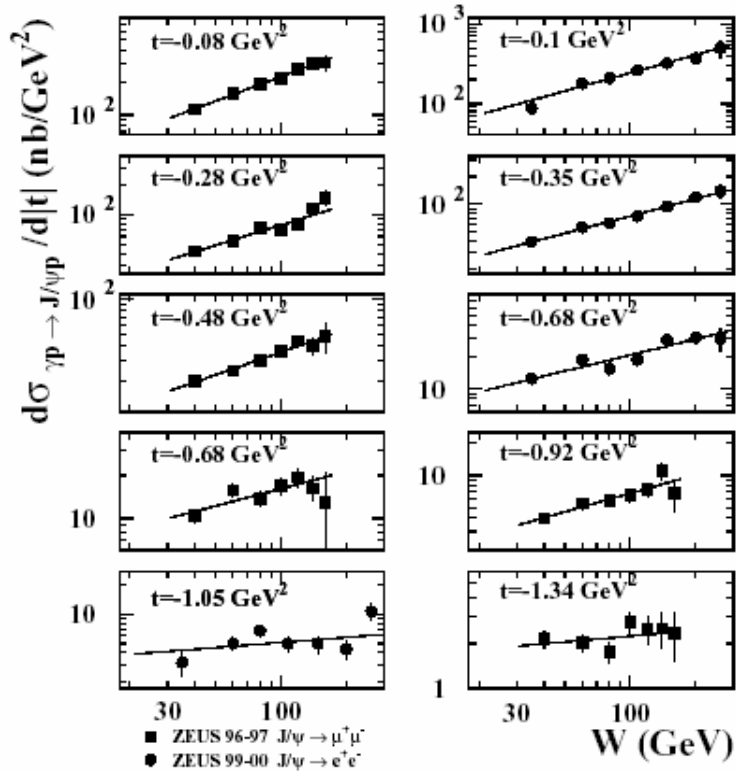 dσ γp → J/ψp /d|t| (nb/GeV²)
t=-0.08 GeV²
10²
t=-0.1 GeV²
10³
10²
t=-0.28 GeV²
10²
t=-0.35 GeV²
10²
t=-0.48 GeV²
10²
t=-0.68 GeV²
10
t=-0.68 GeV²
10
t=-0.92 GeV²
10
t=-1.05 GeV²
10
t=-1.34 GeV²
1
30 100
30 100
W (GeV)
ZEUS 96-97 J/ψ → μ⁺μ⁻
ZEUS 99-00 J/ψ → e⁺e⁻